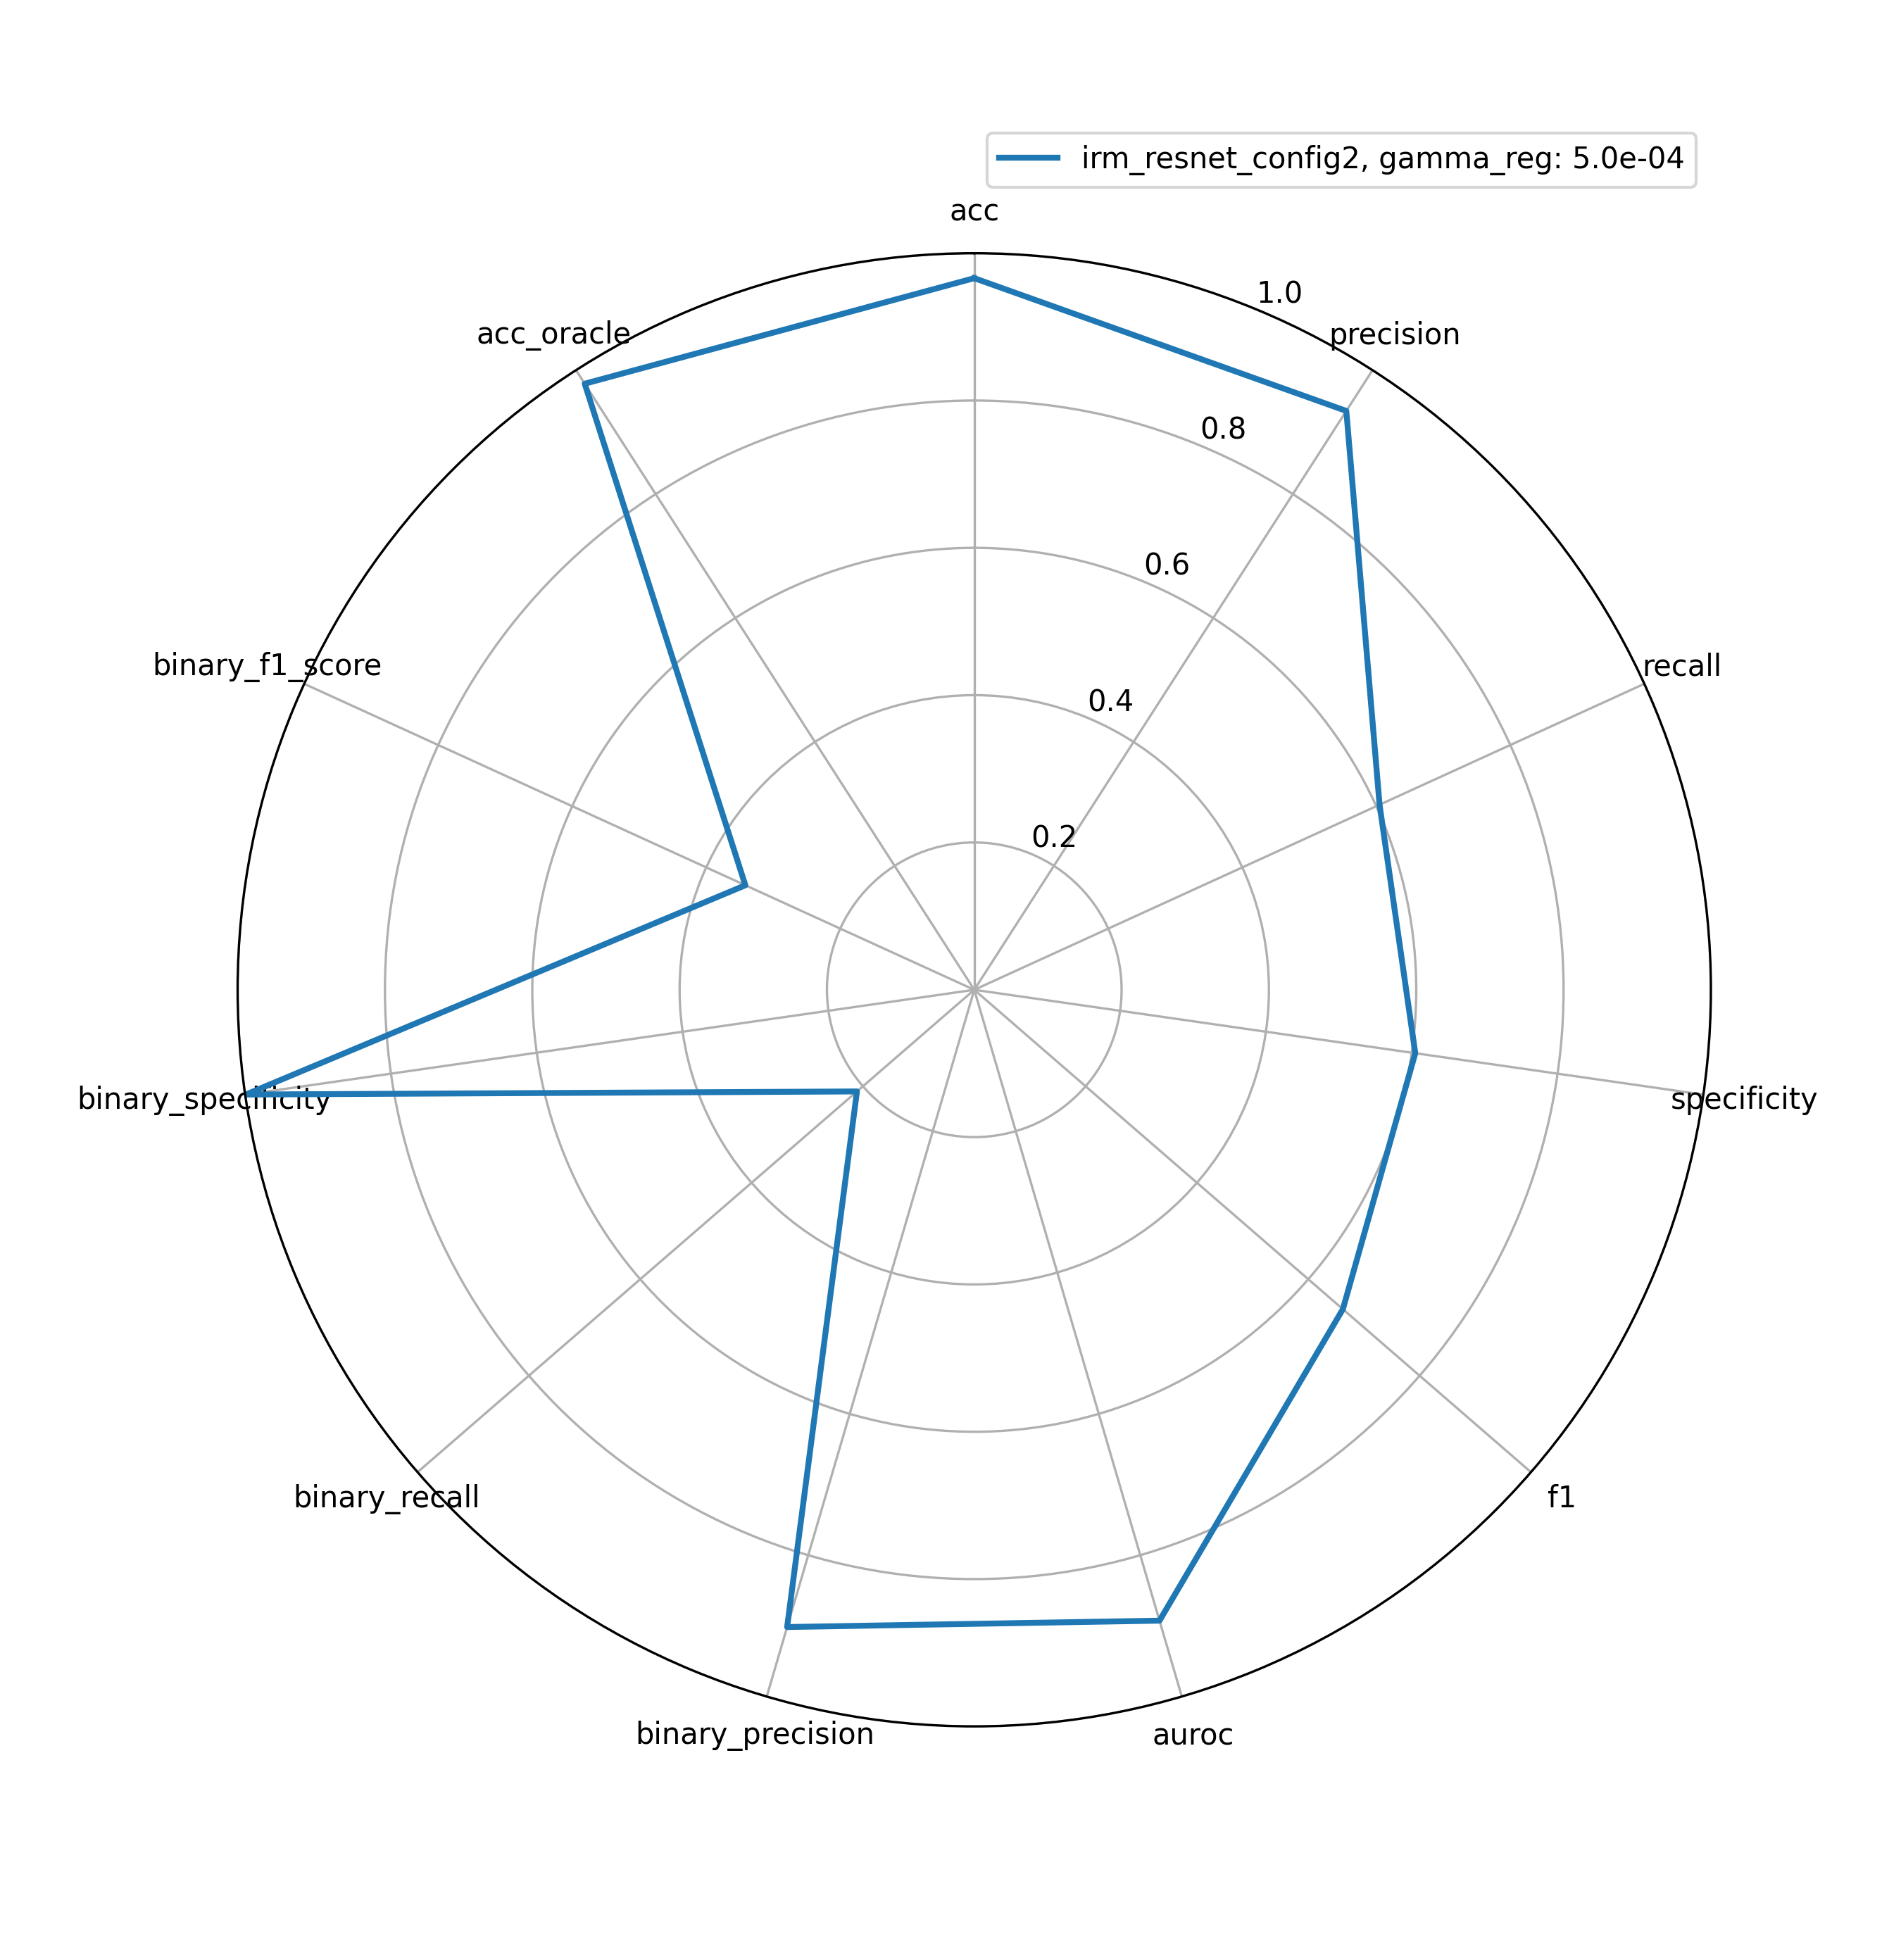 irm_resnet_config2, gamma_reg: 5.0e-04
acc
1.0
acc_oracle
precision
0.8
0.6
binary_f1_score
recall
0.4
0.2
binary_specificity
specificity
binary_recall
f1
binary_precision
auroc